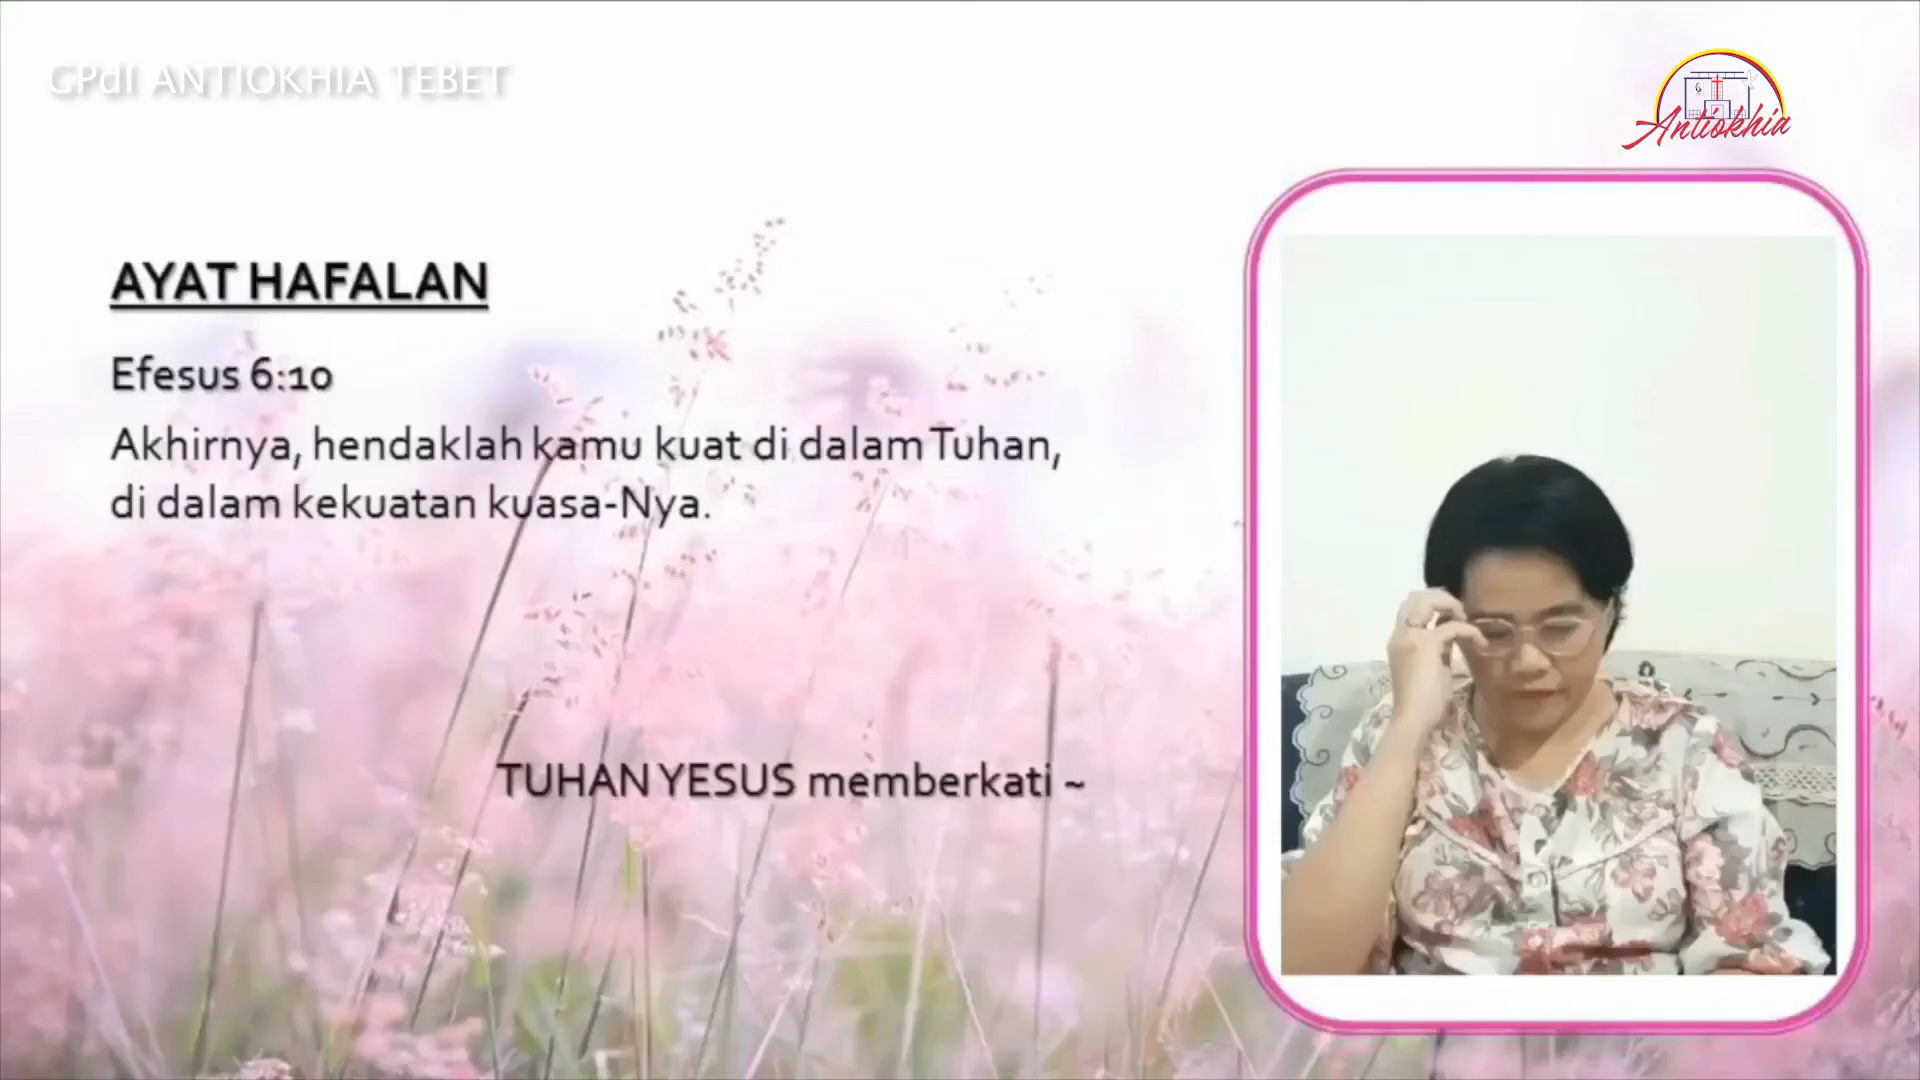 GPdI ANTIOKHIA TEBET
Antiokhia
AYAT HAFALAN
Efesus 6:10
Akhirnya, hendaklah kamu kuat di dalam Tuhan,
di dalam kekuatan kuasa-Nya.
TUHAN YESUS memberkati ~